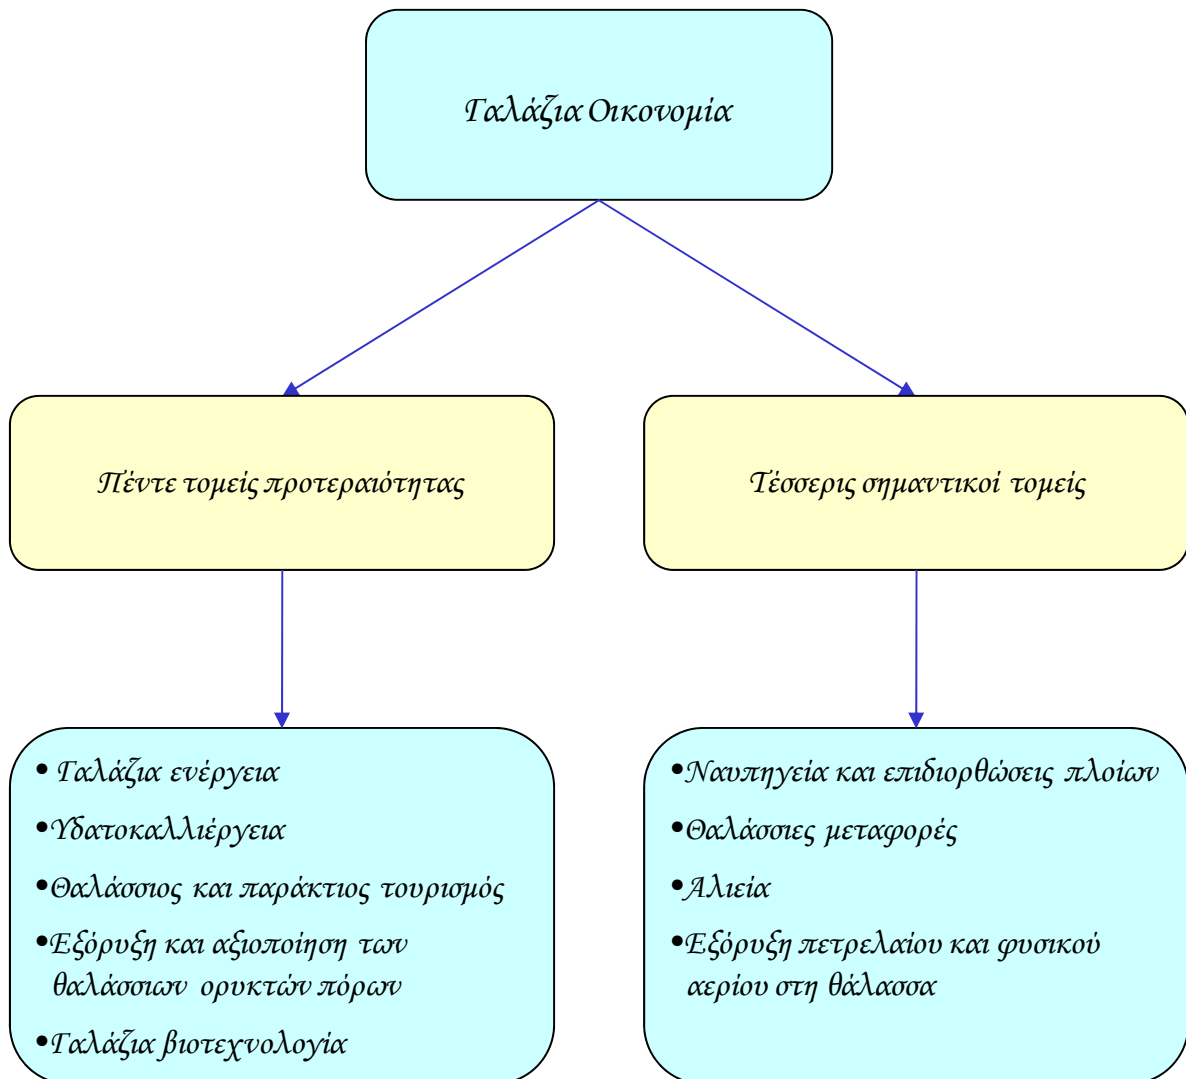 Γαλάζια Οικονομία
Πέντε τομείς προτεραιότητας
Τέσσερις σημαντικοί τομείς
• Γαλάζια ενέργεια
•Υδατοκαλλιέργεια
•Θαλάσσιος και παράκτιος τουρισμός
•Εξόρυξη και αξιοποίηση των
θαλάσσιων ορυκτών πόρων
•Γαλάζια βιοτεχνολογία
•Ναυπηγεία και επιδιορθώσεις πλοίων
•Θαλάσσιες μεταφορές
•Αλιεία
•Εξόρυξη πετρελαίου και φυσικού
αερίου στη θάλασσα